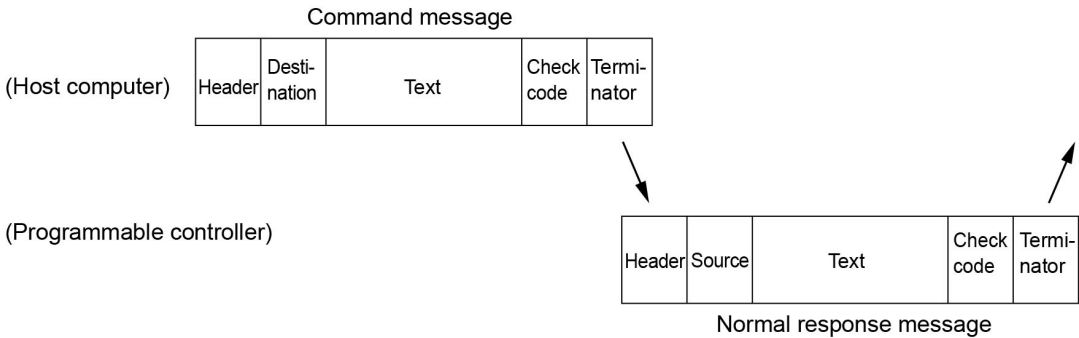 Command message
(Host computer)
Header
Desti-
nation
Text
Check
code
Termi-
nator
(Programmable controller)
Header
Source
Text
Check
code
Termi-
nator
Normal response message